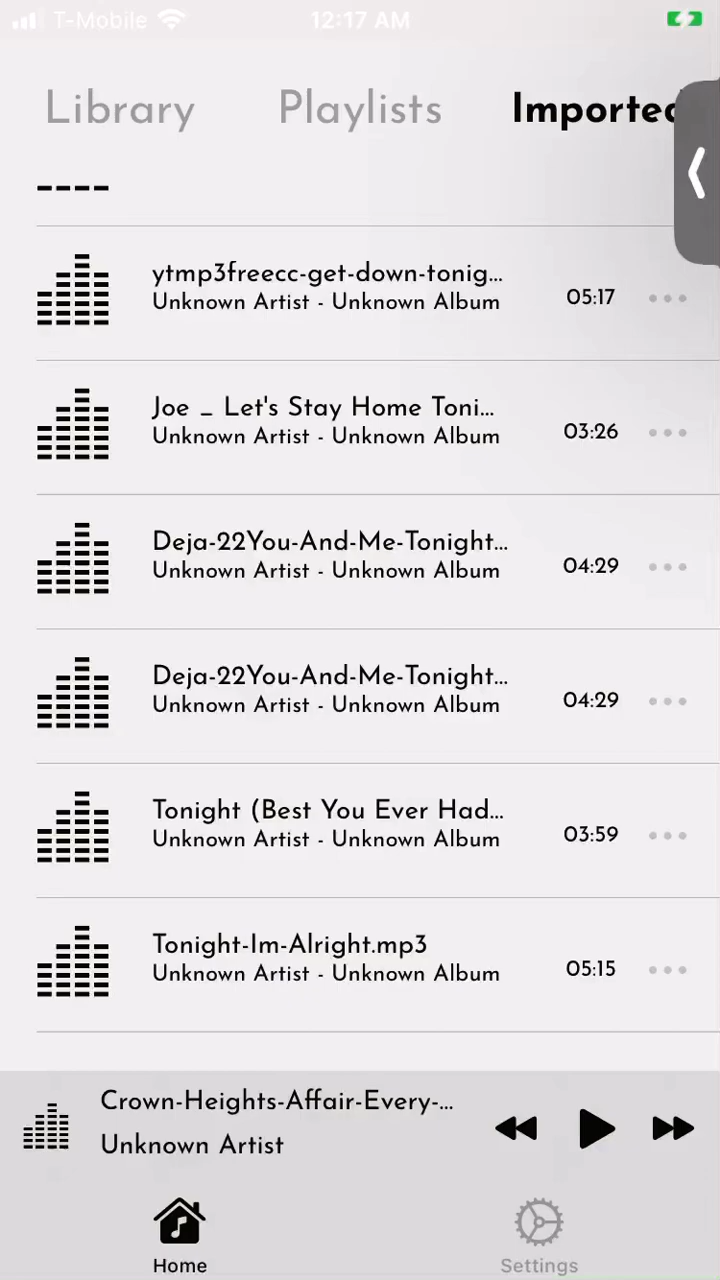 T-Mobile 12:17 AM
Library Playlists Imported
ytmp3freecc-get-down-tonig...
Unknown Artist - Unknown Album
05:17
Joe _ Let's Stay Home Toni...
Unknown Artist - Unknown Album
03:26
Deja-22You-And-Me-Tonight...
Unknown Artist - Unknown Album
04:29
Deja-22You-And-Me-Tonight...
Unknown Artist - Unknown Album
04:29
Tonight (Best You Ever Had...
Unknown Artist - Unknown Album
03:59
Tonight-Im-Alright.mp3
Unknown Artist - Unknown Album
05:15
Crown-Heights-Affair-Every-...
Unknown Artist
Home Settings